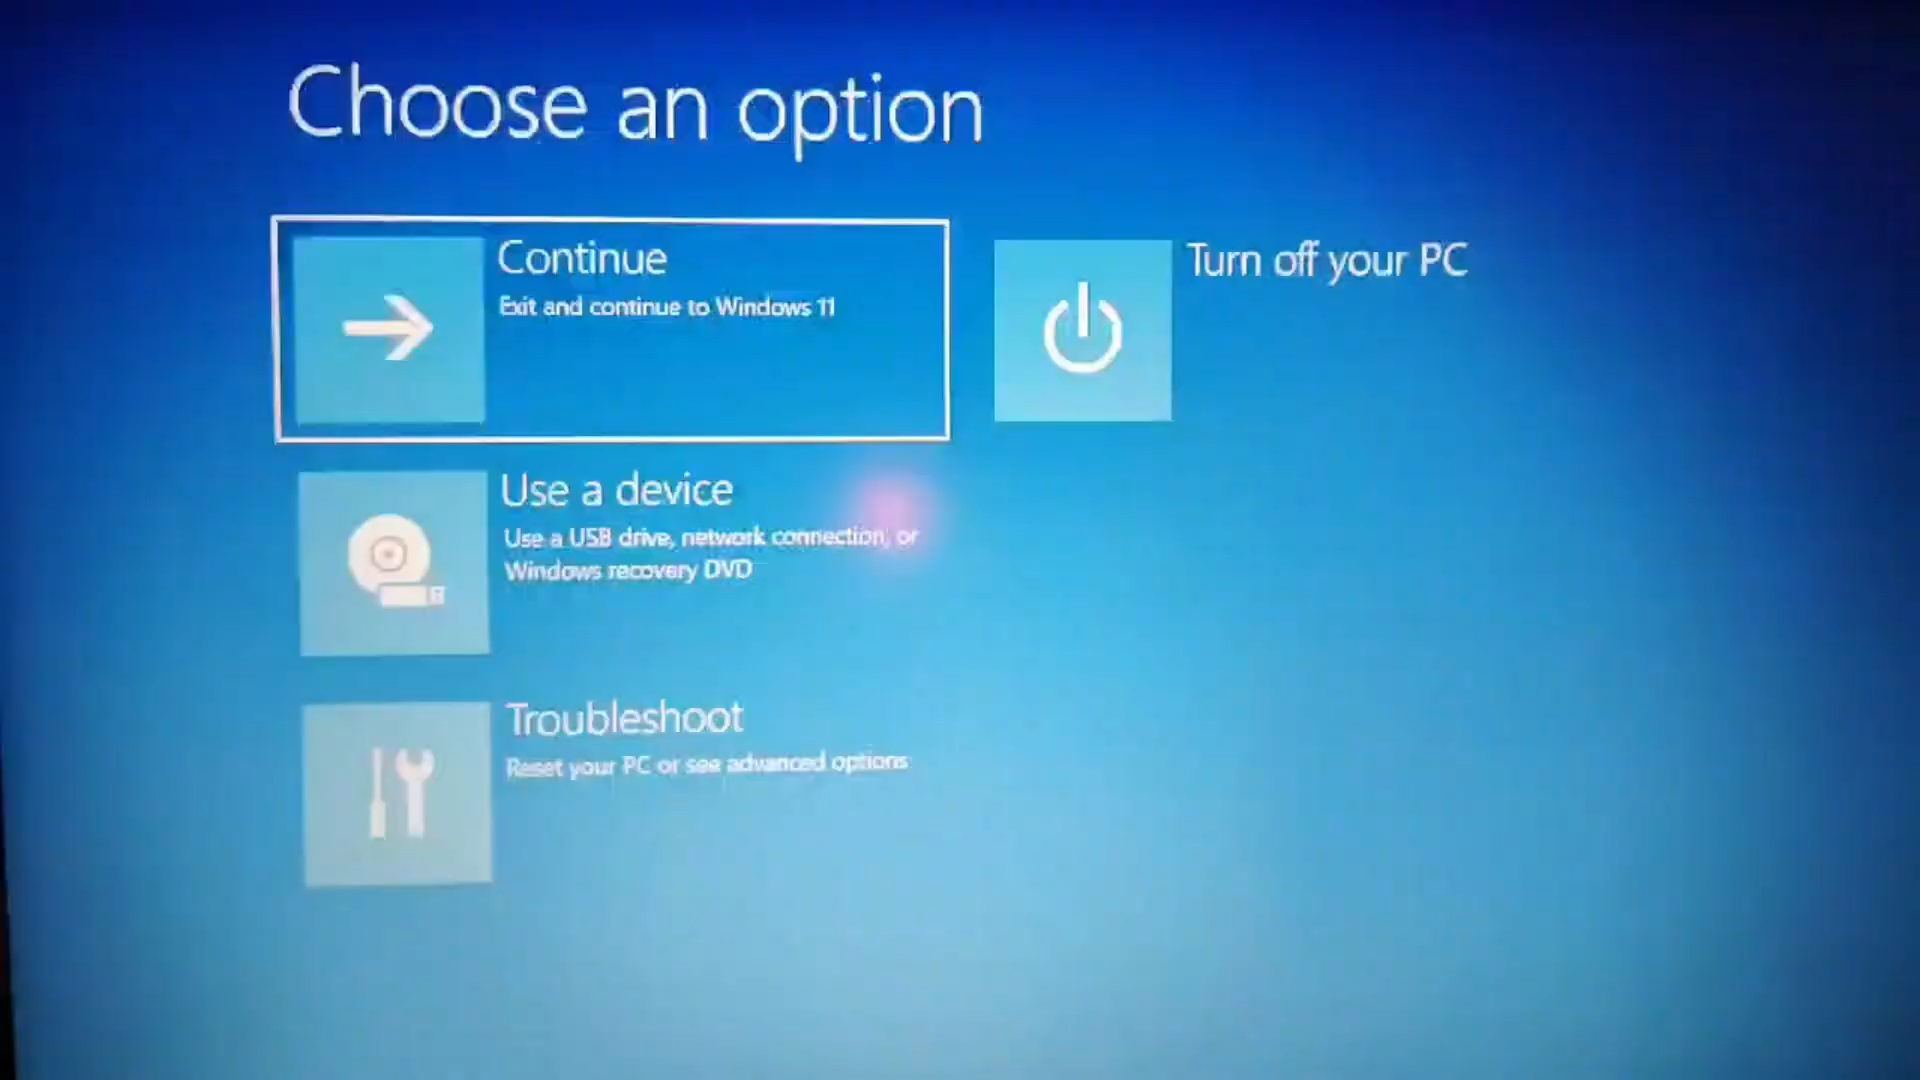 Choose an option
Continue
Exit and continue to Windows 11
Turn off your PC
Use a device
Use a USB drive, network connection, or
Windows recovery DVD
Troubleshoot
Reset your PC or see advanced options